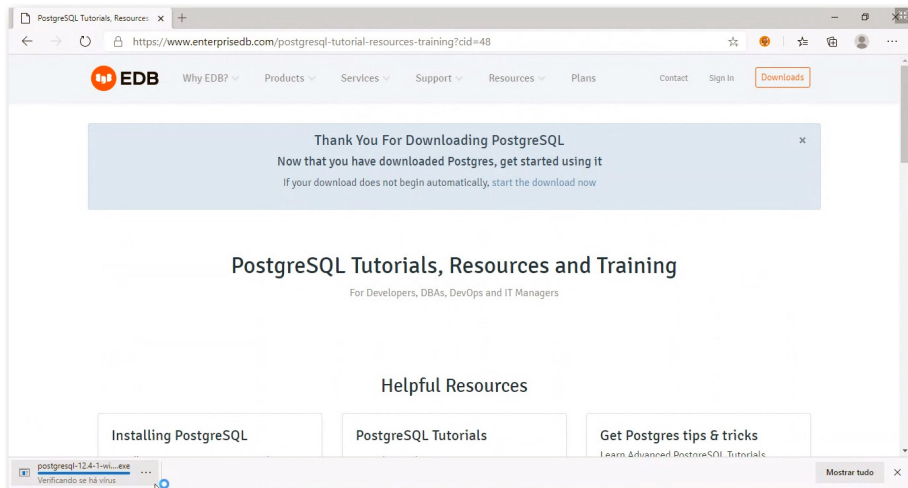 PostgreSQL Tutorials, Resources
https://www.enterprisedb.com/postgresql-tutorial-resources-training?cid=48
EDB Why EDB? Products Services Support Resources Plans Contact Sign In Downloads
Thank You For Downloading PostgreSQL ×
Now that you have downloaded Postgres, get started using it
If your download does not begin automatically, start the download now
PostgreSQL Tutorials, Resources and Training
For Developers, DBAs, DevOps and IT Managers
Helpful Resources
Installing PostgreSQL PostgreSQL Tutorials Get Postgres tips & tricks
Learn Advanced PostgreSQL Tutorials
postgresql-12.4-1-wi....exe
Verificando se há vírus
Mostrar tudo